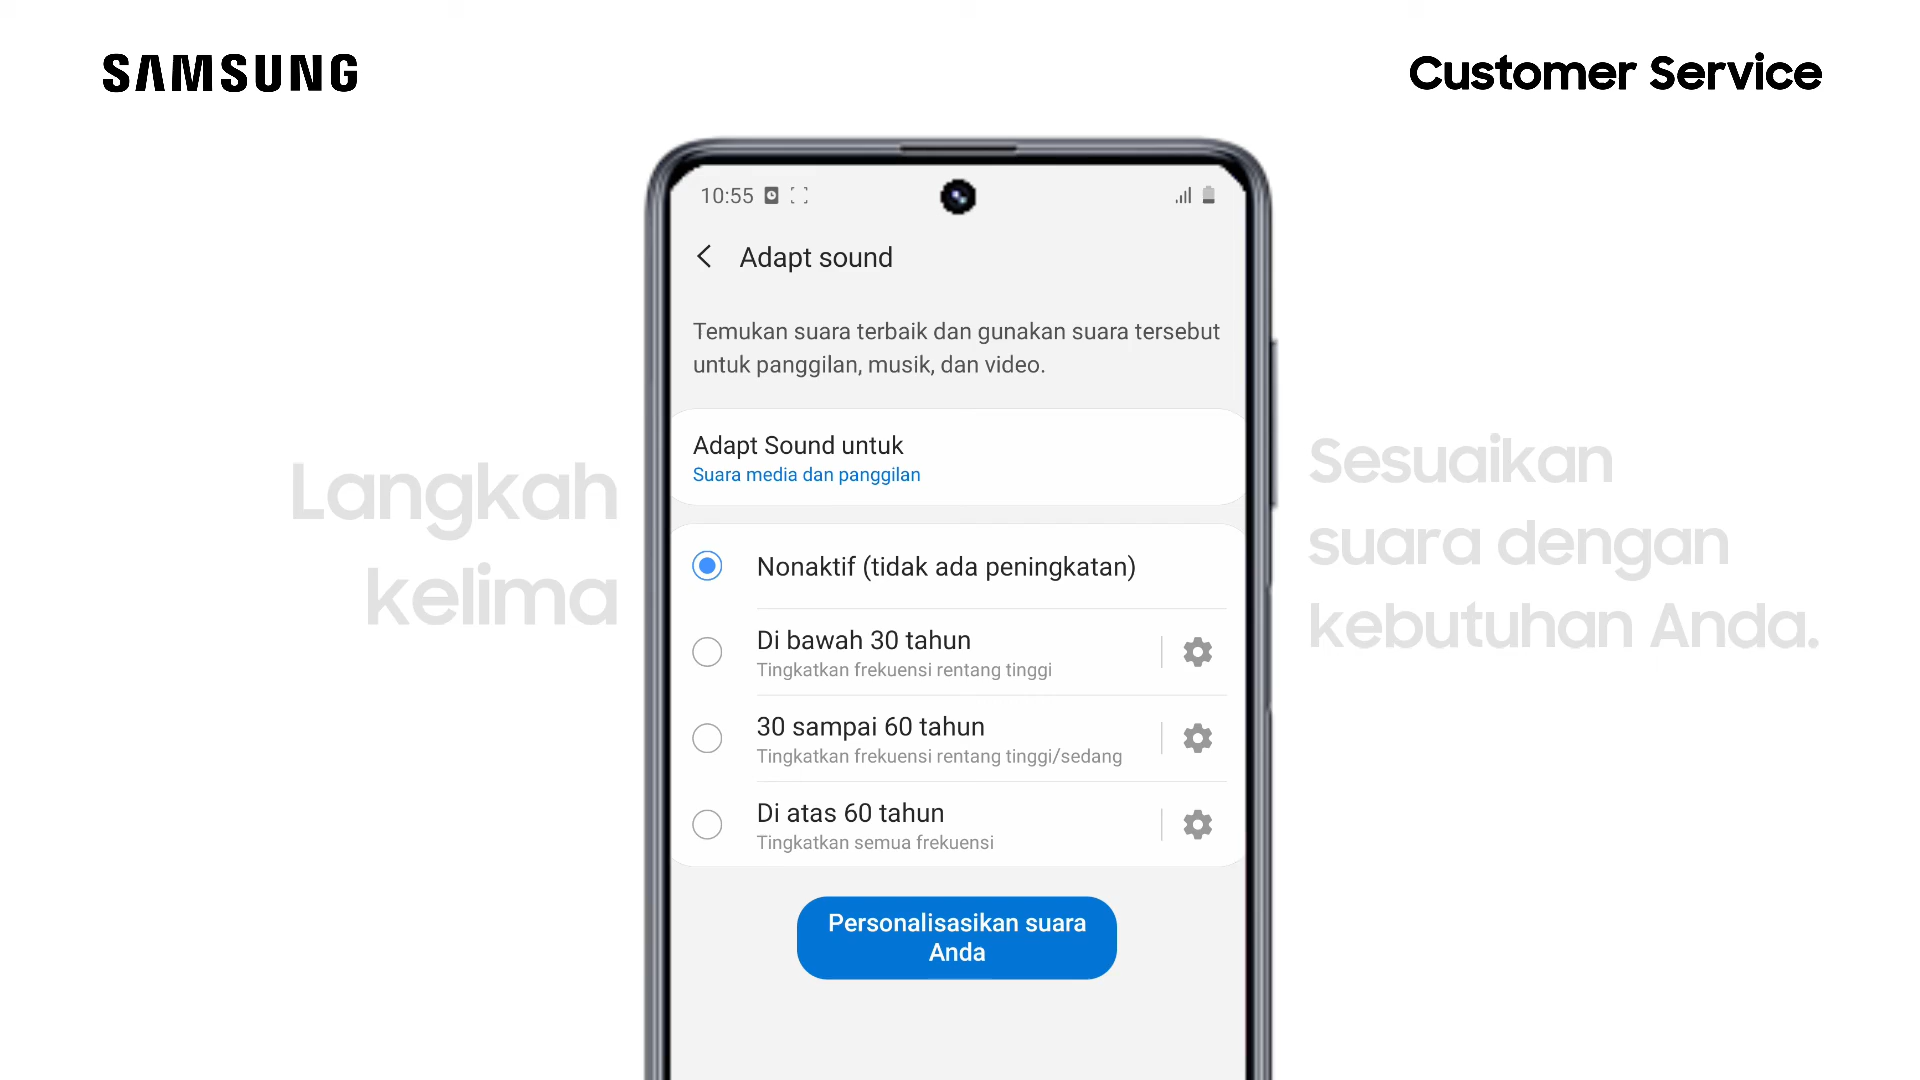 SAMSUNG
Customer Service
10:55
Adapt sound
Temukan suara terbaik dan gunakan suara tersebut
untuk panggilan, musik, dan video.
Adapt Sound untuk
Suara media dan panggilan
Nonaktif (tidak ada peningkatan)
Di bawah 30 tahun
Tingkatkan frekuensi rentang tinggi
30 sampai 60 tahun
Tingkatkan frekuensi rentang tinggi/sedang
Di atas 60 tahun
Tingkatkan semua frekuensi
Personalisasikan suara
Anda
Langkah
kelima
Sesuaikan
suara dengan
kebutuhan Anda.